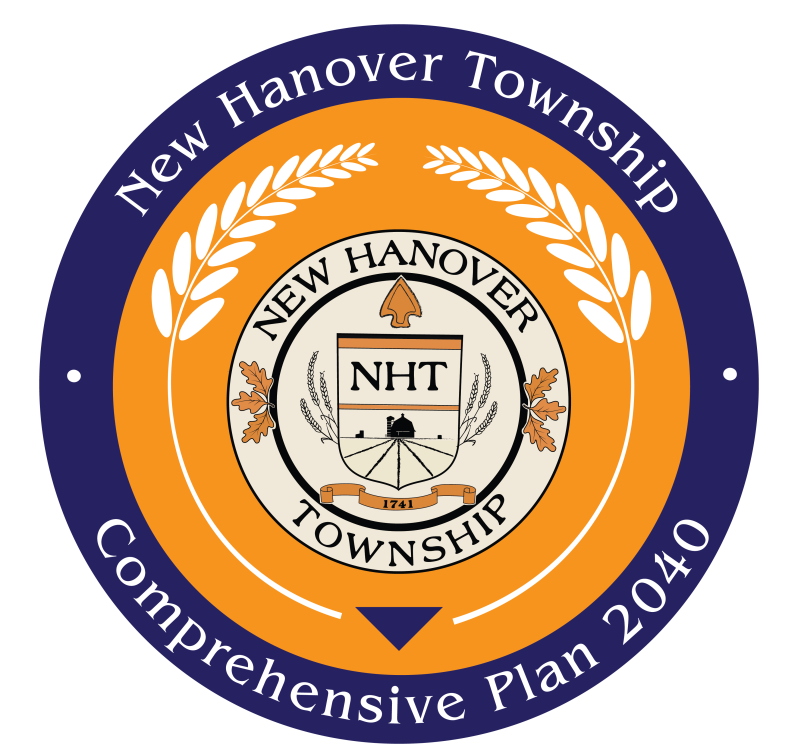 New Hanover Township
NEW HANOVER
NHT
1741
TOWNSHIP
Comprehensive Plan 2040